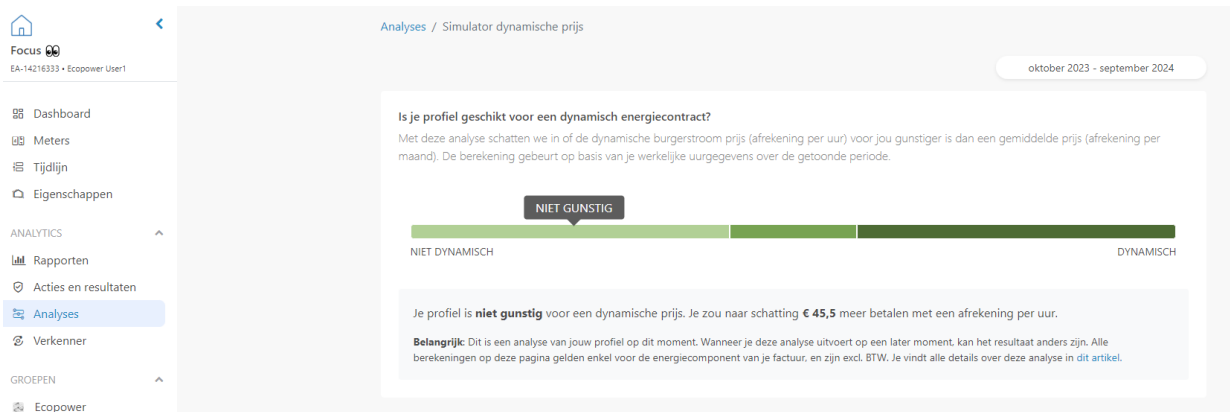 Focus 👀
EA-14216333 • Ecopower User1
Dashboard
Meters
Tijdlijn
Eigenschappen
ANALYTICS
Rapporten
Acties en resultaten
Analyses
Verkenner
GROEPEN
Ecopower
Analyses / Simulator dynamische prijs
oktober 2023 - september 2024
Is je profiel geschikt voor een dynamisch energiecontract?
Met deze analyse schatten we in of de dynamische burgerstroom prijs (afrekening per uur) voor jou gunstiger is dan een gemiddelde prijs (afrekening per
maand). De berekening gebeurt op basis van je werkelijke uurgegevens over de getoonde periode.
NIET GUNSTIG
NIET DYNAMISCH
DYNAMISCH
Je profiel is niet gunstig voor een dynamische prijs. Je zou naar schatting € 45,5 meer betalen met een afrekening per uur.
Belangrijk: Dit is een analyse van jouw profiel op dit moment. Wanneer je deze analyse uitvoert op een later moment, kan het resultaat anders zijn. Alle
berekeningen op deze pagina gelden enkel voor de energiecomponent van je factuur, en zijn excl. BTW. Je vindt alle details over deze analyse in dit artikel.